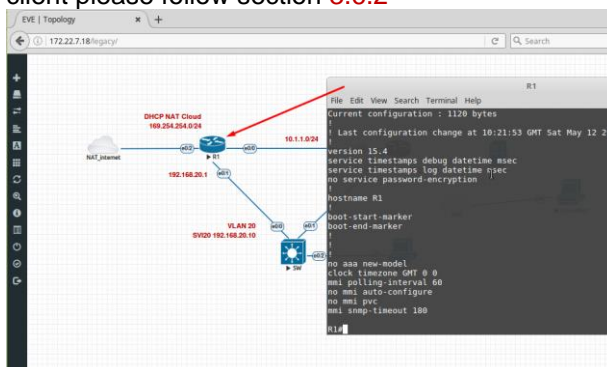 client please follow section 8.6.2
EVE | Topology
172.22.7.18/legacy/
Search
R1
File Edit View Search Terminal Help
Current configuration : 1120 bytes
!
! Last configuration change at 10:21:53 GMT Sat May 12 2
!
version 15.4
service timestamps debug datetime msec
service timestamps log datetime msec
no service password-encryption
!
hostname R1
!
boot-start-marker
boot-end-marker
!
!
!
no aaa new-model
clock timezone GMT 0 0
mmi polling-interval 60
no mmi auto-configure
no mmi pvc
mmi snmp-timeout 180
R1#
DHCP NAT Cloud
169.254.254.0/24
10.1.1.0/24
NAT_internet
e0/2
R1
e0/0
192.168.20.1
e0/1
VLAN 20
SVI20 192.168.20.10
e0/0
e0/1
SW
e0/2